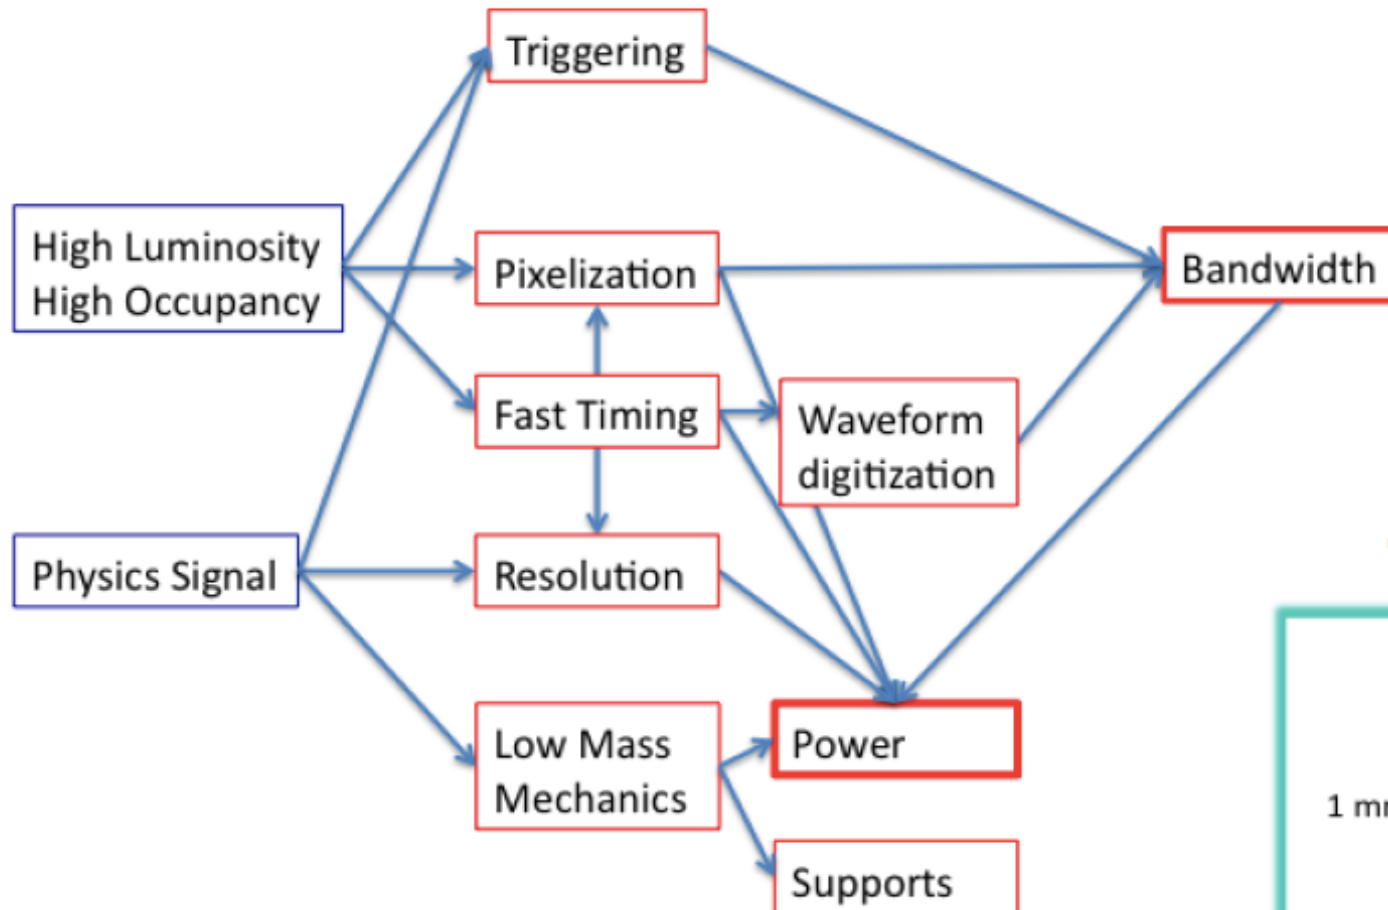 Triggering
High Luminosity
High Occupancy
Pixelization
Bandwidth
Fast Timing
Waveform
digitization
Physics Signal
Resolution
Low Mass
Mechanics
Power
1
Supports